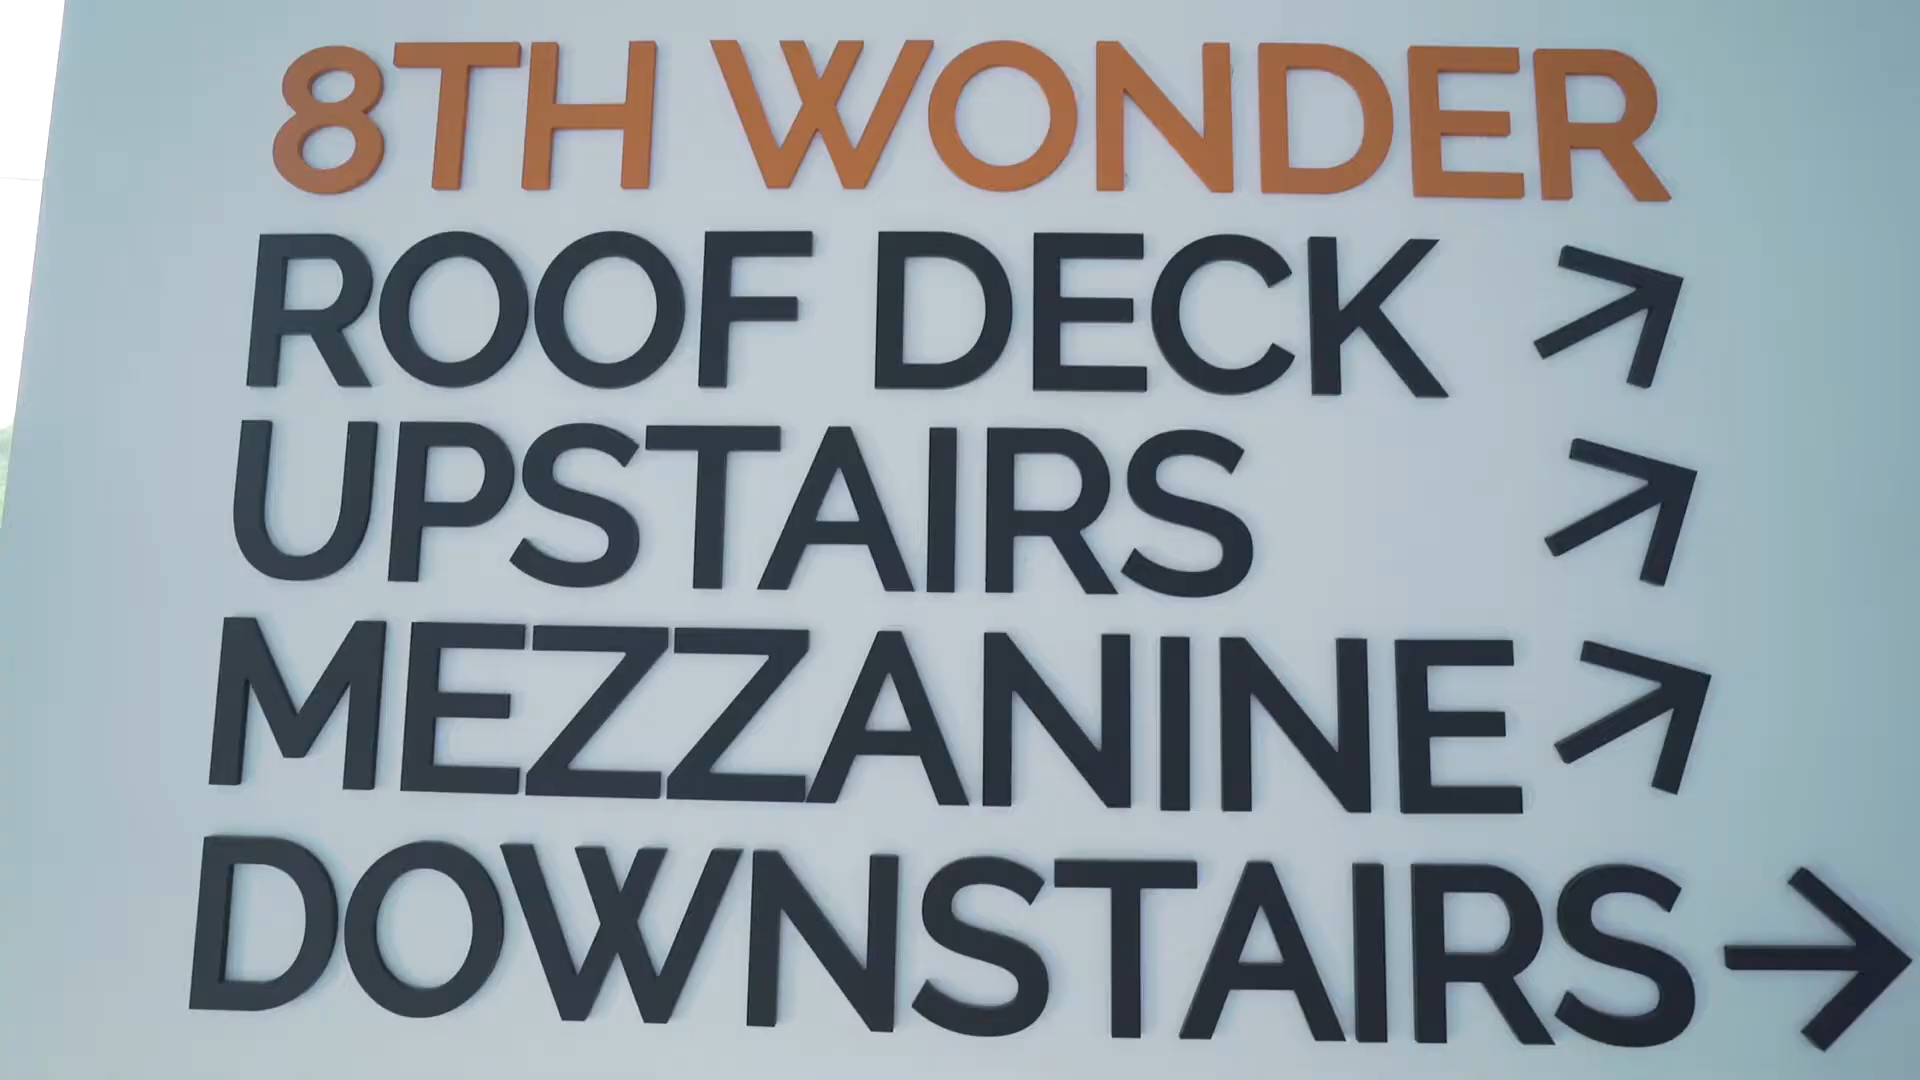 8TH WONDER
ROOF DECK ↗
UPSTAIRS ↗
MEZZANINE ↗
DOWNSTAIRS →